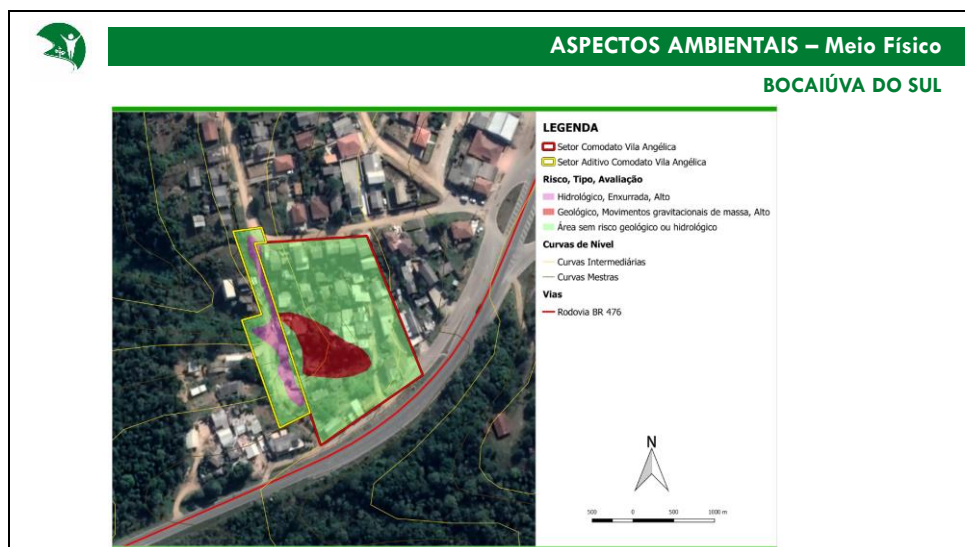 ASPECTOS AMBIENTAIS – Meio Físico
BOCAIÚVA DO SUL
LEGENDA
Setor Comodato Vila Angélica
Setor Aditivo Comodato Vila Angélica
Risco, Tipo, Avaliação
Hidrológico, Enxurrada, Alto
Geológico, Movimentos gravitacionais de massa, Alto
Área sem risco geológico ou hidrológico
Curvas de Nível
Curvas Intermediárias
Curvas Mestras
Vias
Rodovia BR 476
N
500 0 500 1000 m